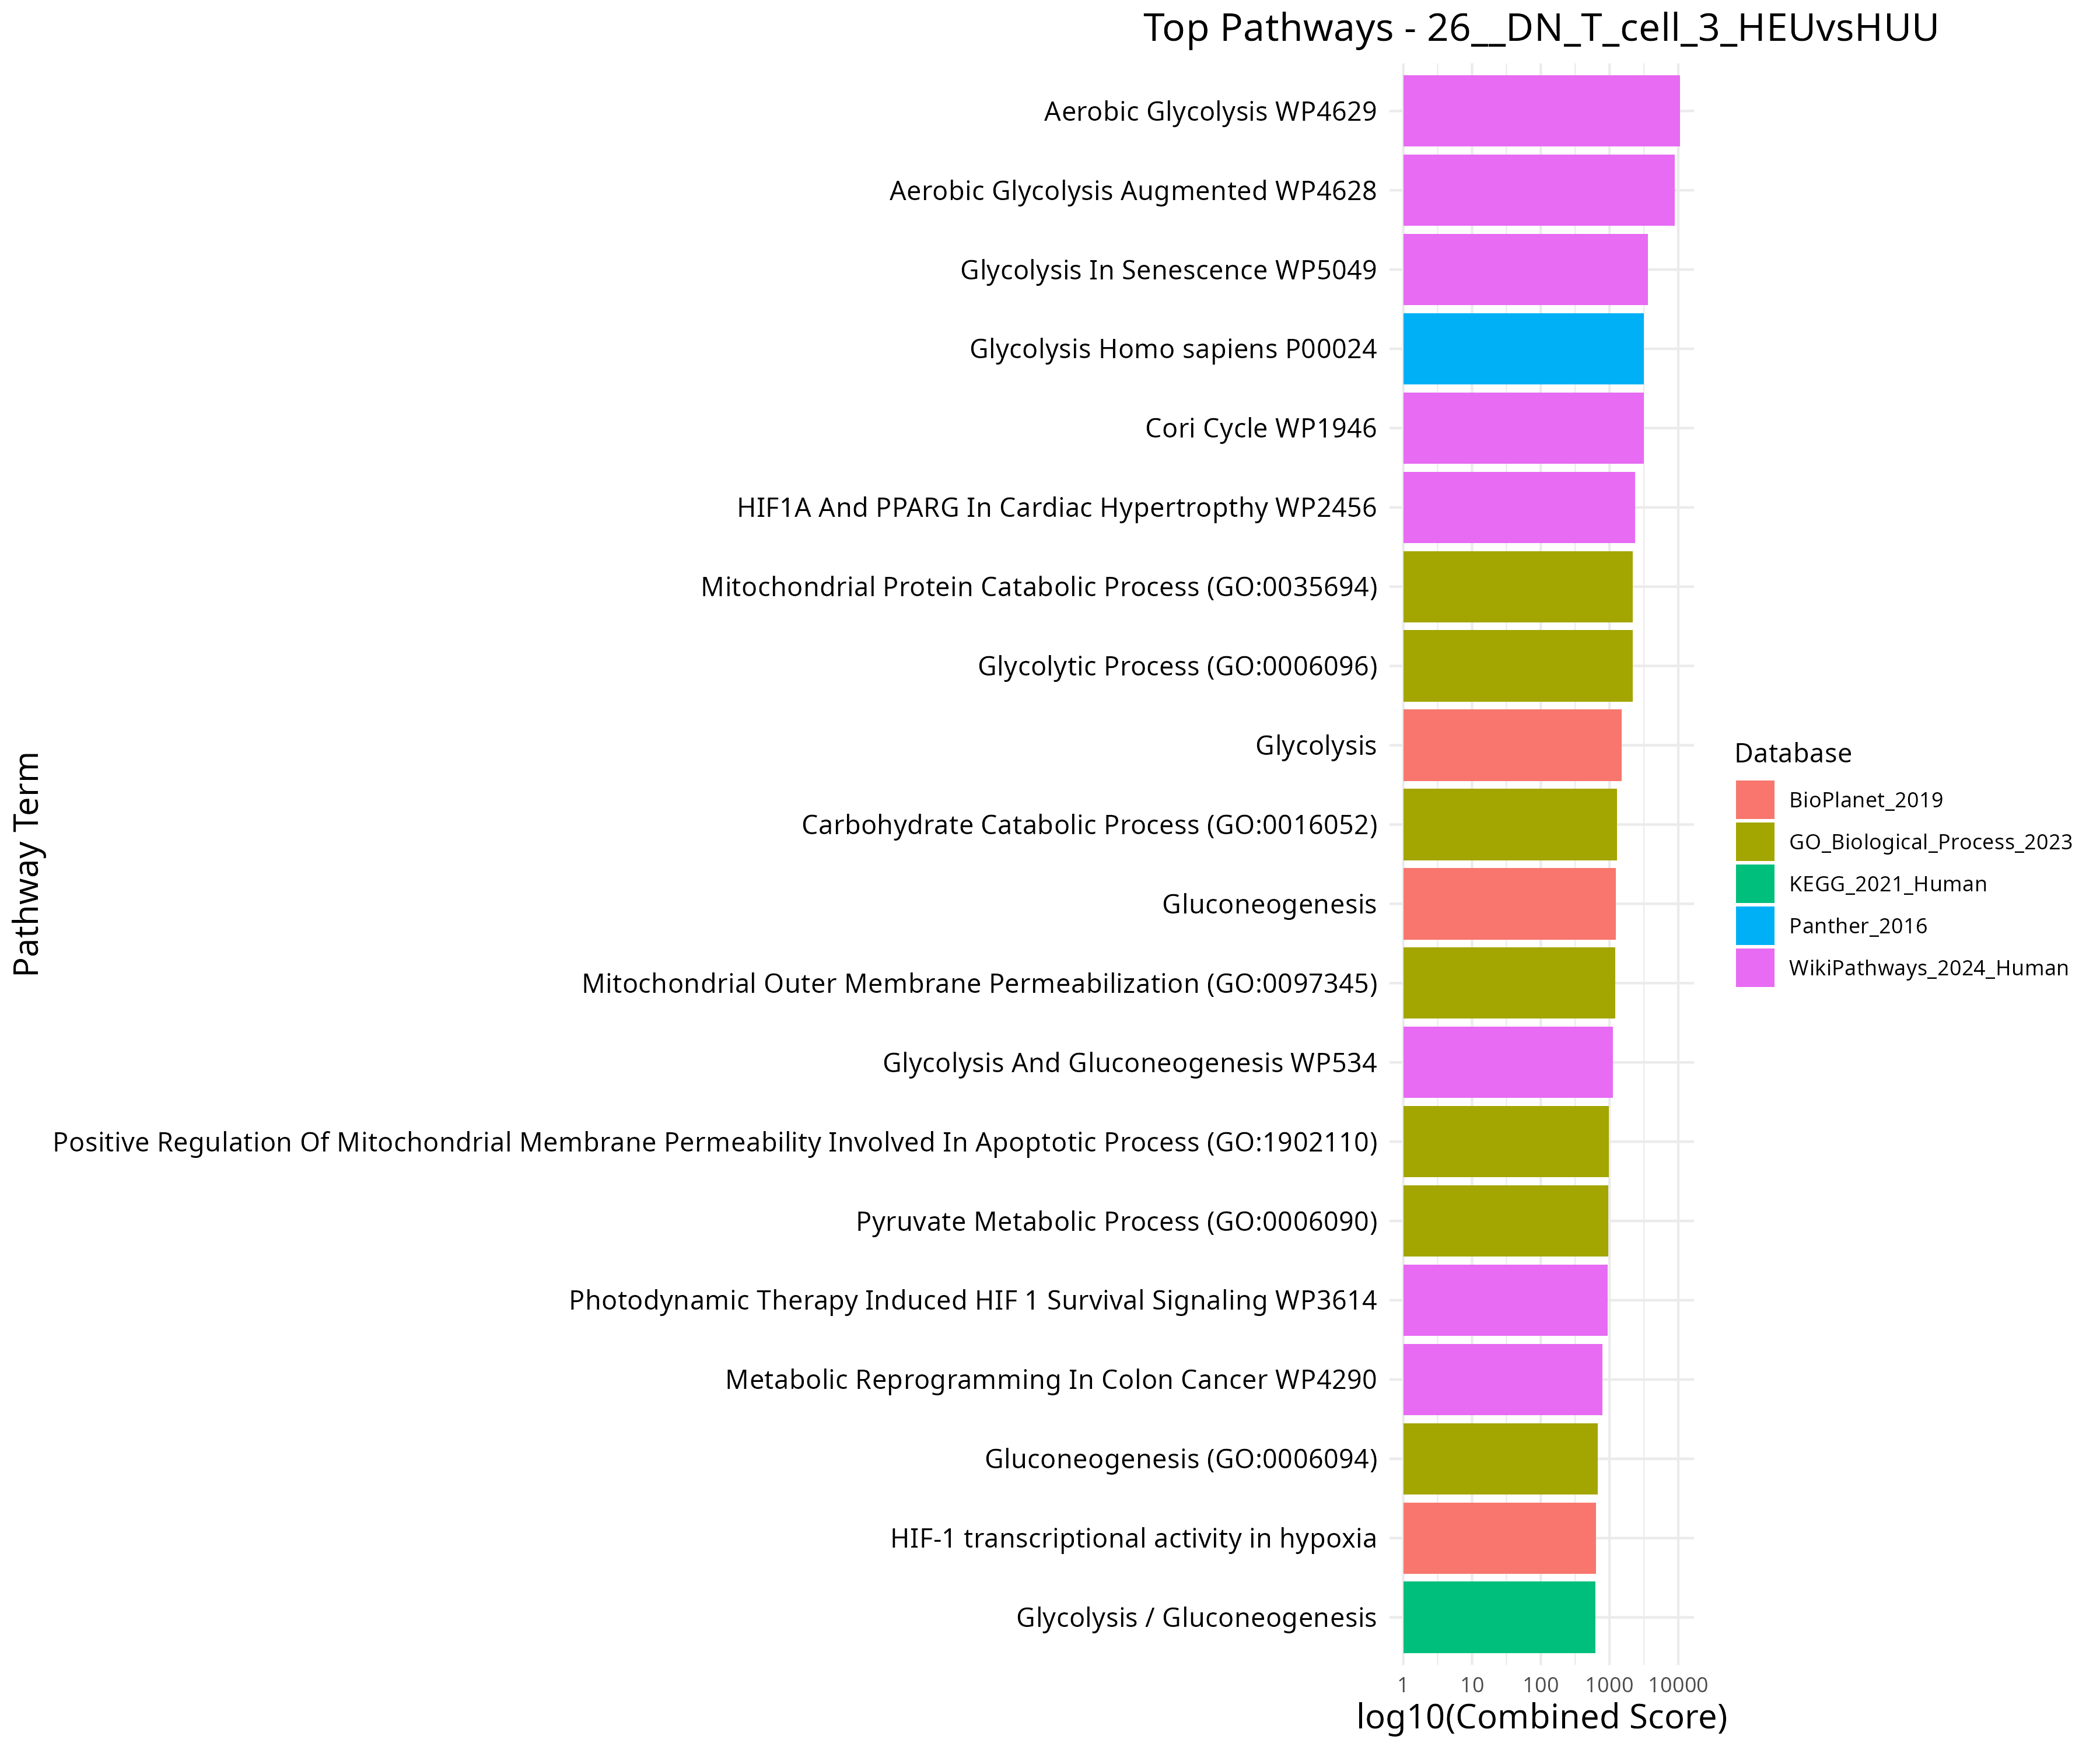 Top Pathways - 26__DN_T_cell_3_HEUvsHUU
Pathway Term
Aerobic Glycolysis WP4629
Aerobic Glycolysis Augmented WP4628
Glycolysis In Senescence WP5049
Glycolysis Homo sapiens P00024
Cori Cycle WP1946
HIF1A And PPARG In Cardiac Hypertropthy WP2456
Mitochondrial Protein Catabolic Process (GO:0035694)
Glycolytic Process (GO:0006096)
Glycolysis
Carbohydrate Catabolic Process (GO:0016052)
Gluconeogenesis
Mitochondrial Outer Membrane Permeabilization (GO:0097345)
Glycolysis And Gluconeogenesis WP534
Positive Regulation Of Mitochondrial Membrane Permeability Involved In Apoptotic Process (GO:1902110)
Pyruvate Metabolic Process (GO:0006090)
Photodynamic Therapy Induced HIF 1 Survival Signaling WP3614
Metabolic Reprogramming In Colon Cancer WP4290
Gluconeogenesis (GO:0006094)
HIF-1 transcriptional activity in hypoxia
Glycolysis / Gluconeogenesis
1 10 100 1000 10000
log10(Combined Score)
Database
BioPlanet_2019
GO_Biological_Process_2023
KEGG_2021_Human
Panther_2016
WikiPathways_2024_Human